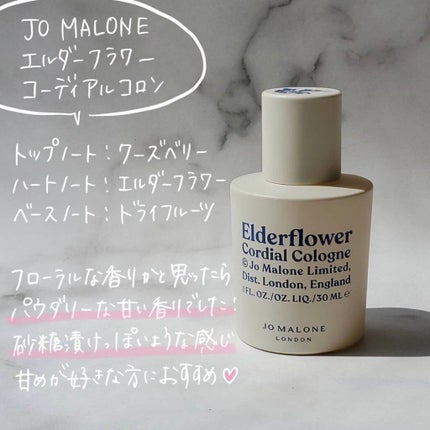 JO MALONE
エルダーフラワー
コーディアルコロン
トップノート:グーズベリー
ハートノート:エルダーフラワー
ベースノート:ドライフルーツ
フローラルな香りかと思ったら
パウダリーな甘い香りでした!
砂糖漬けっぽいような感じ
甘めが好きな方におすすめ♡
Elderflower
Cordial Cologne
© Jo Malone Limited,
Dist. London, England
1 FL. OZ./OZ. LIQ./30 ML ℮
JO MALONE
LONDON